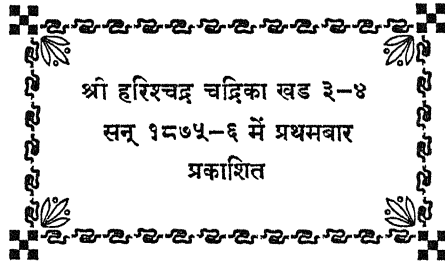 श्री हरिश्चद्र चद्रिका खड ३-४
सन् १८७५-६ में प्रथमबार
प्रकाशित